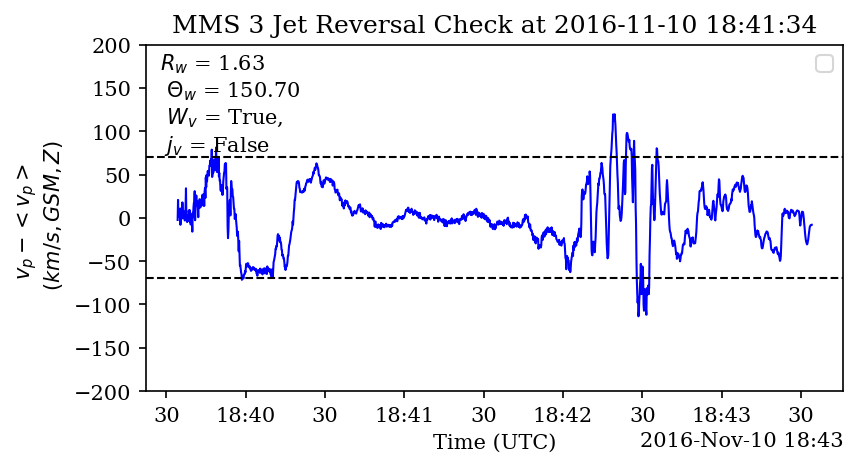 MMS 3 Jet Reversal Check at 2016-11-10 18:41:34
200
150
100
50
0
−50
−100
−150
−200
v_p − < v_p >
(km/s, GSM, Z)
R_w = 1.63
Θ_w = 150.70
W_v = True,
j_v = False
30
18:40
30
18:41
30
18:42
30
18:43
30
Time (UTC)
2016-Nov-10 18:43